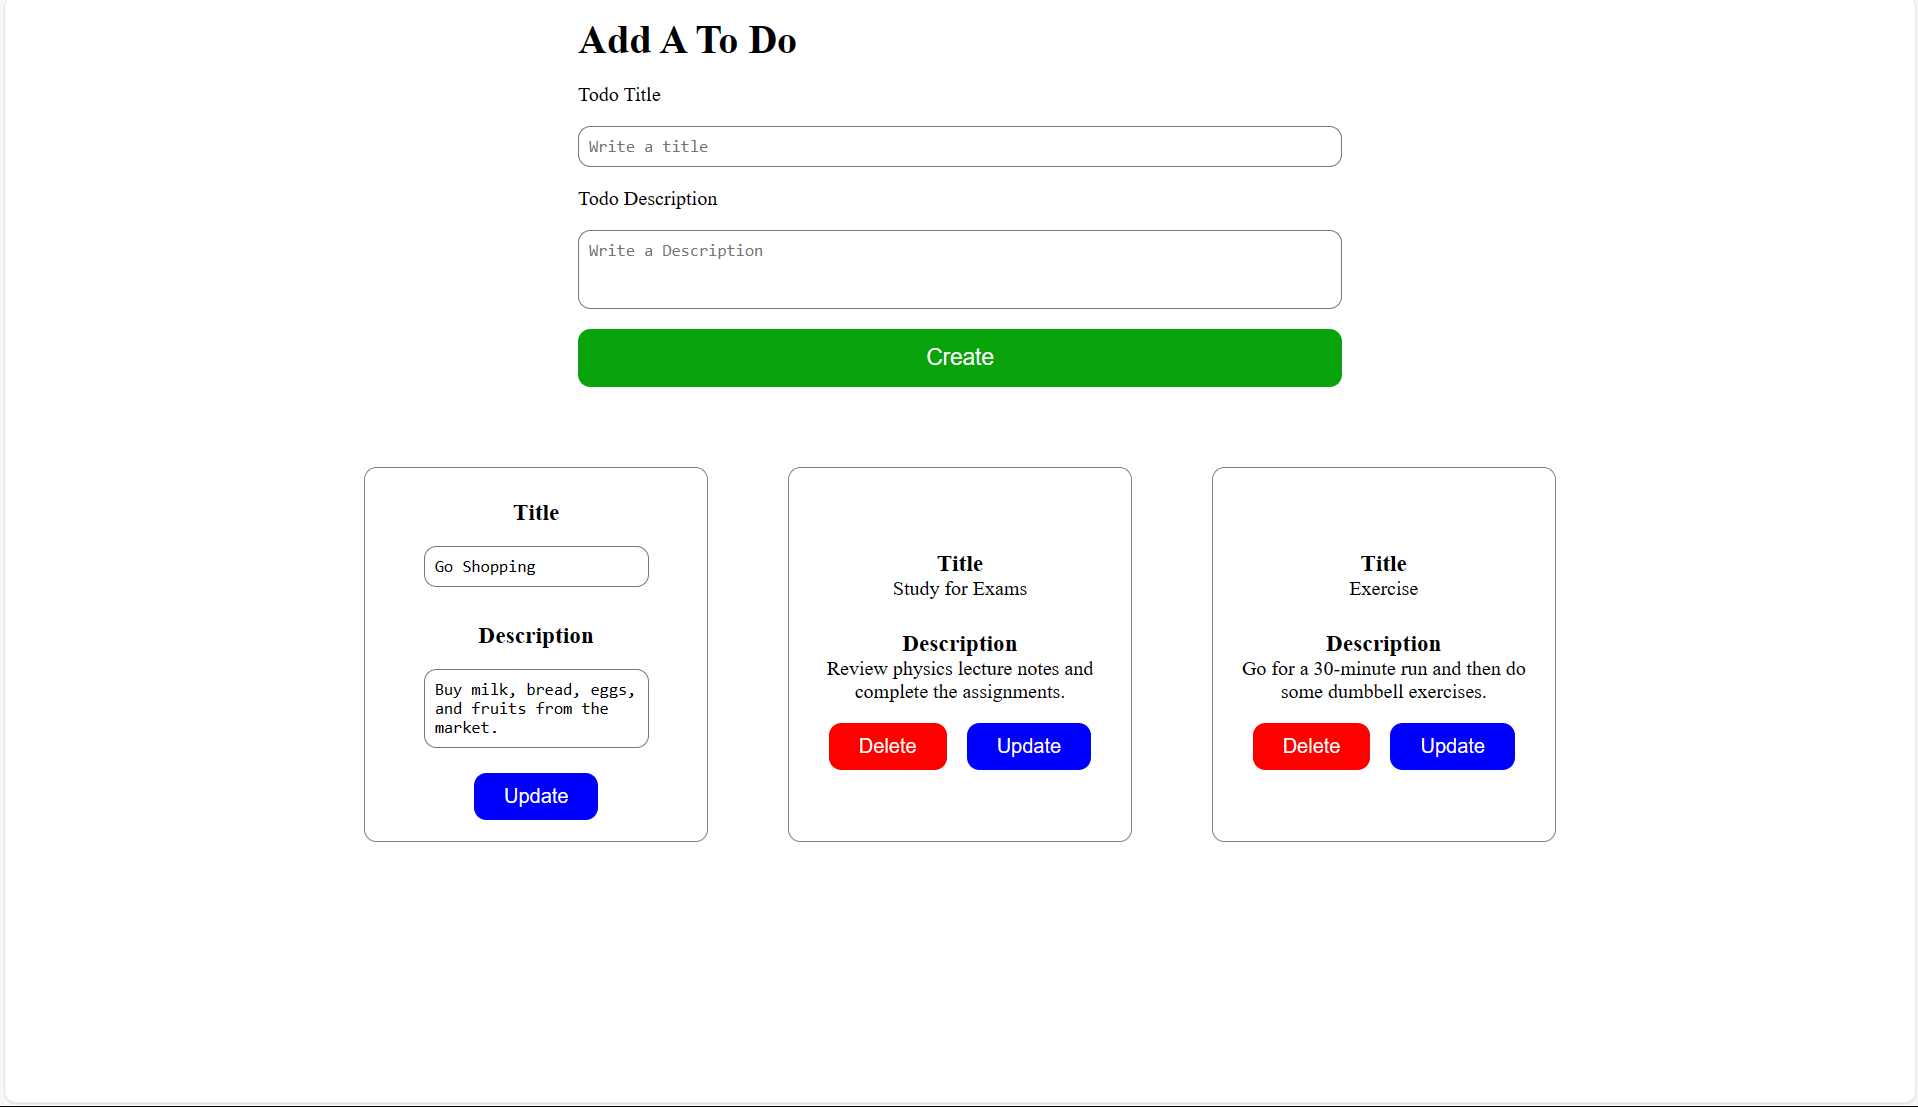 Add A To Do
Todo Title
Write a title
Todo Description
Write a Description
Create
Title
Go Shopping
Description
Buy milk, bread, eggs,
and fruits from the
market.
Update
Title
Study for Exams
Description
Review physics lecture notes and
complete the assignments.
Delete
Update
Title
Exercise
Description
Go for a 30-minute run and then do
some dumbbell exercises.
Delete
Update